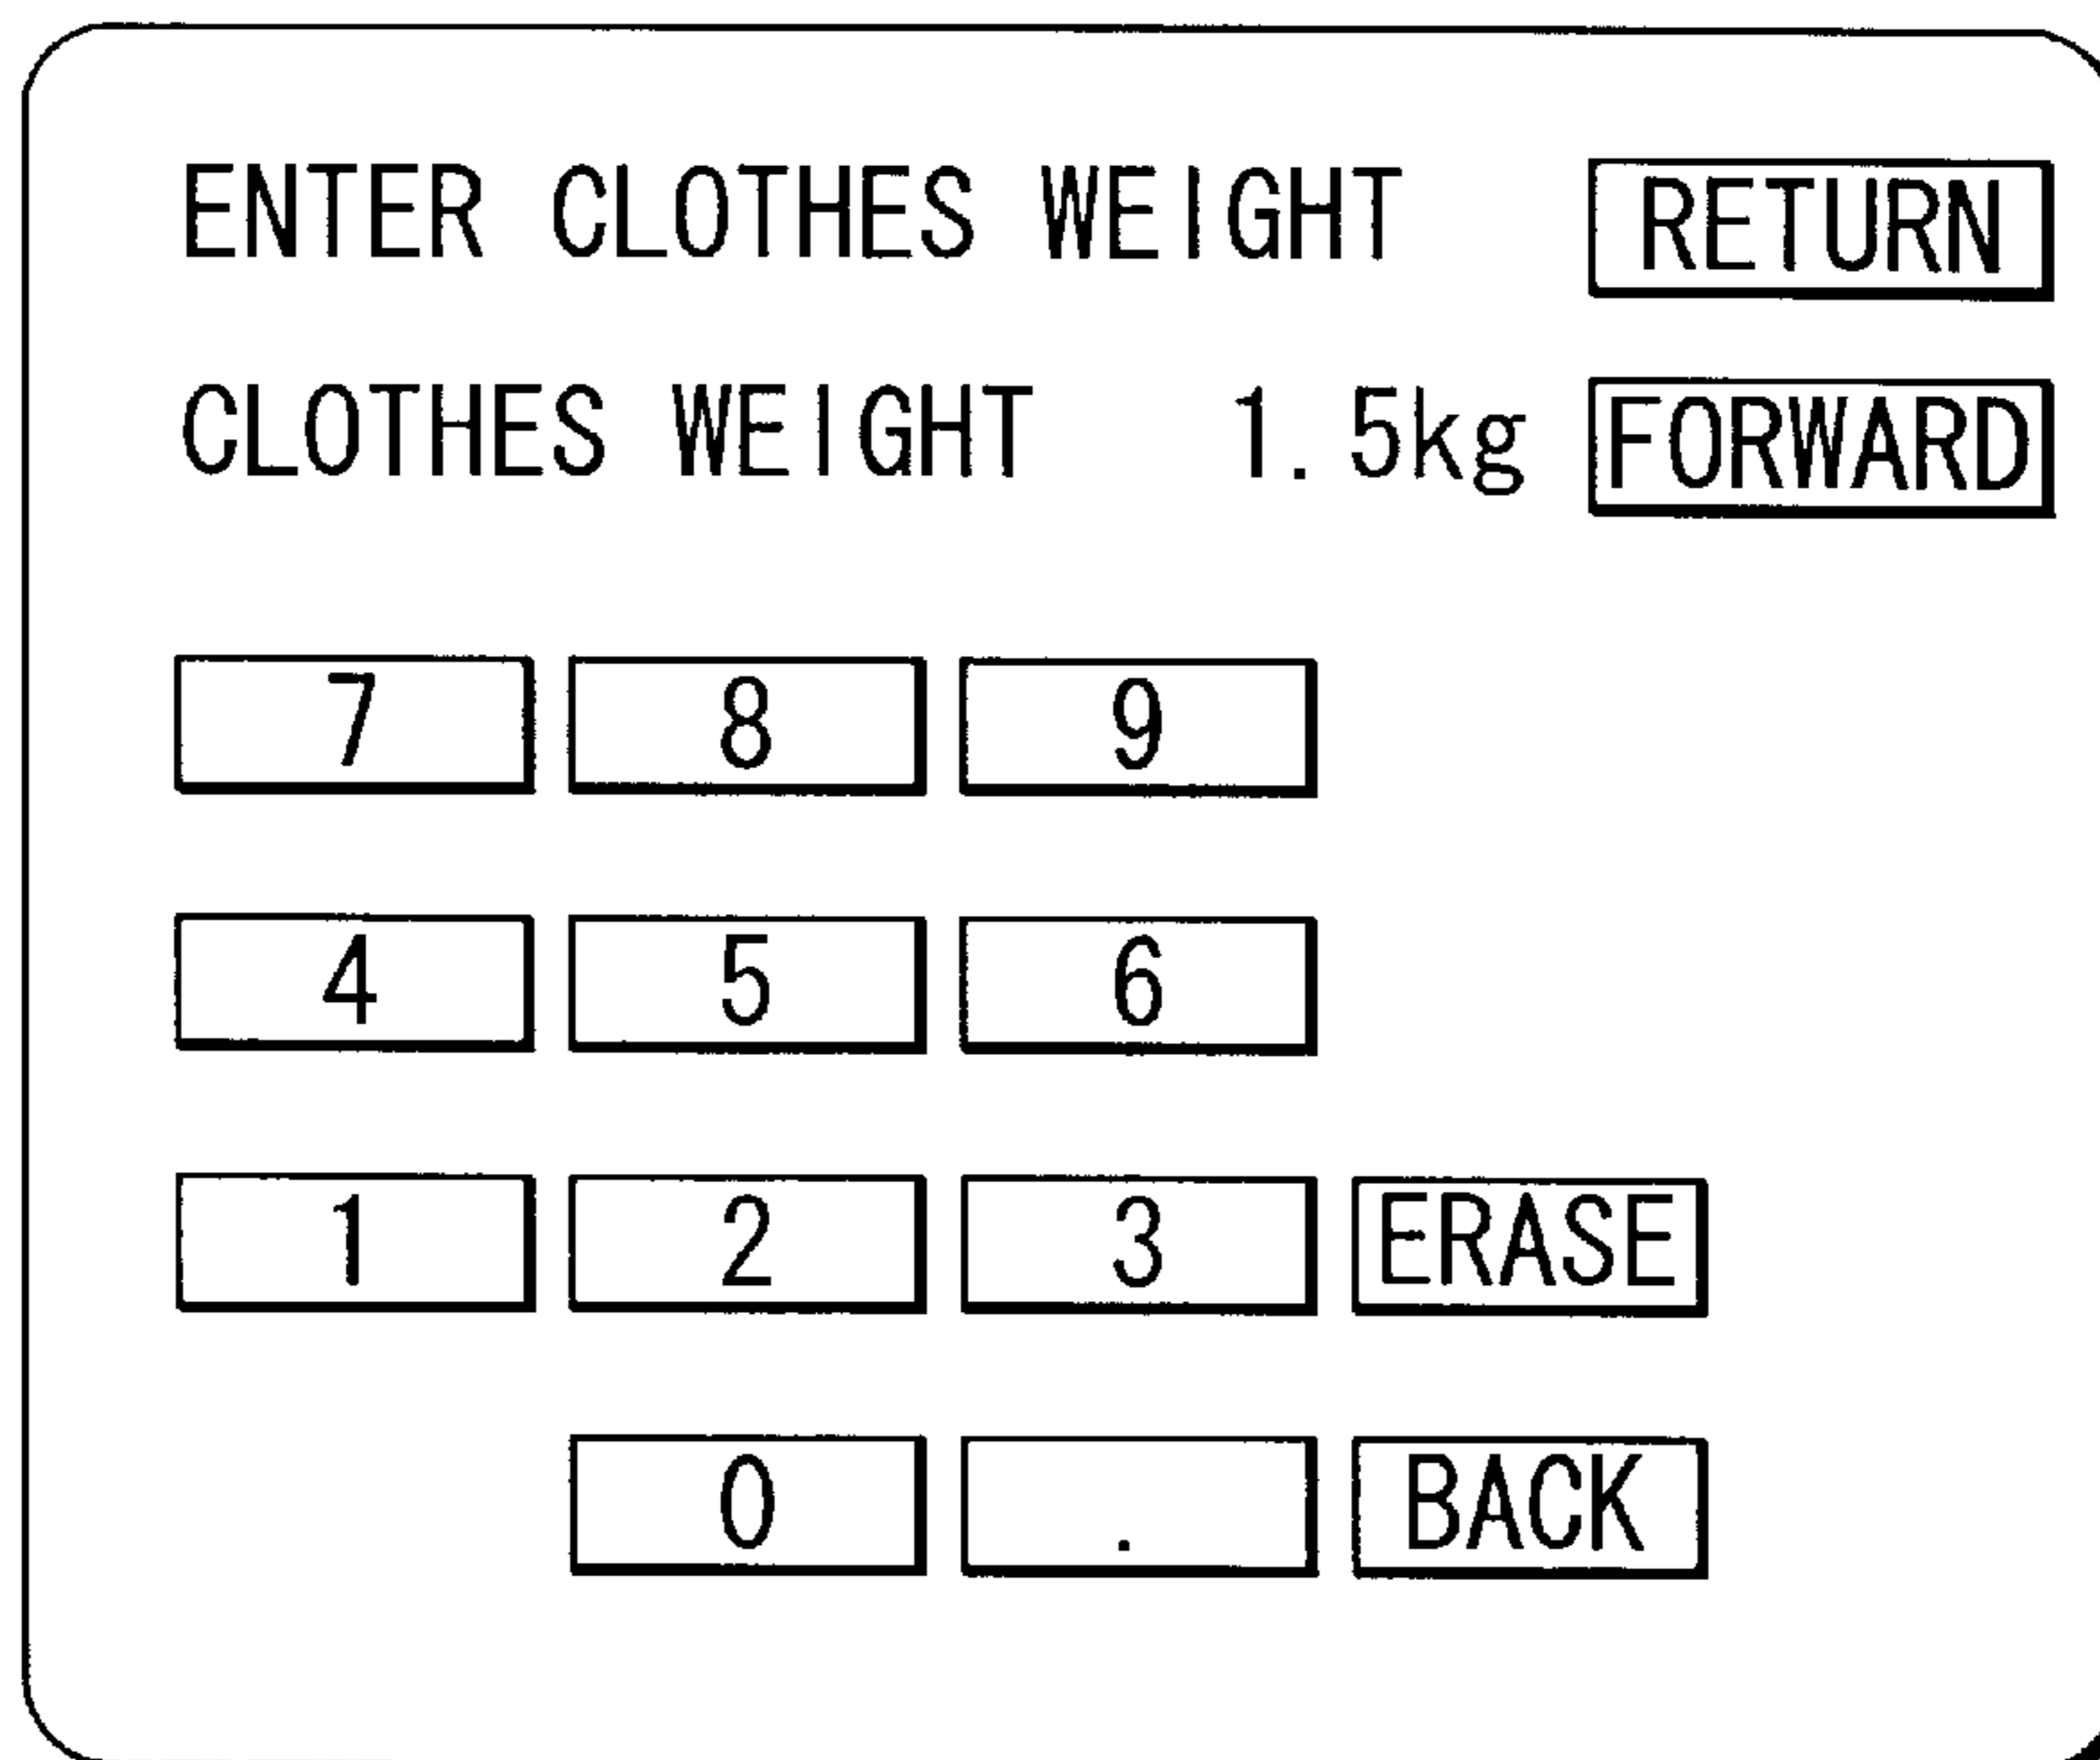 ENTER CLOTHES WEIGHT RETURN
CLOTHES WEIGHT 1.5kg FORWARD
7 8 9
4 5 6
1 2 3 ERASE
0 . BACK